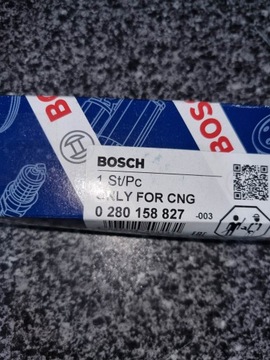 BOSCH
BOSCH
1 St/Pc
ONLY FOR CNG
0 280 158 827 -003